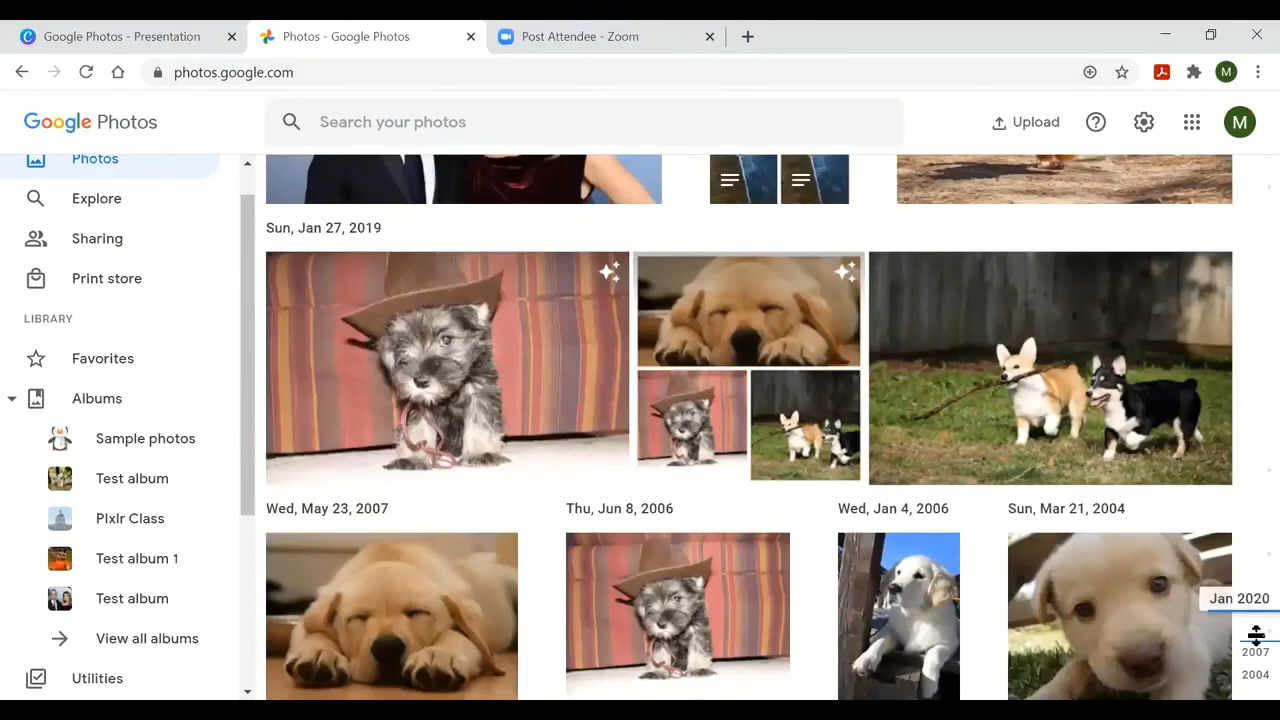 Google Photos - Presentation
Photos - Google Photos
Post Attendee - Zoom
photos.google.com
M
Google Photos
Search your photos
Upload
M
Photos
Explore
Sharing
Print store
LIBRARY
Favorites
Albums
Sample photos
Test album
PIxlr Class
Test album 1
Test album
View all albums
Utilities
Sun, Jan 27, 2019
Wed, May 23, 2007
Thu, Jun 8, 2006
Wed, Jan 4, 2006
Sun, Mar 21, 2004
Jan 2020
2007
2004